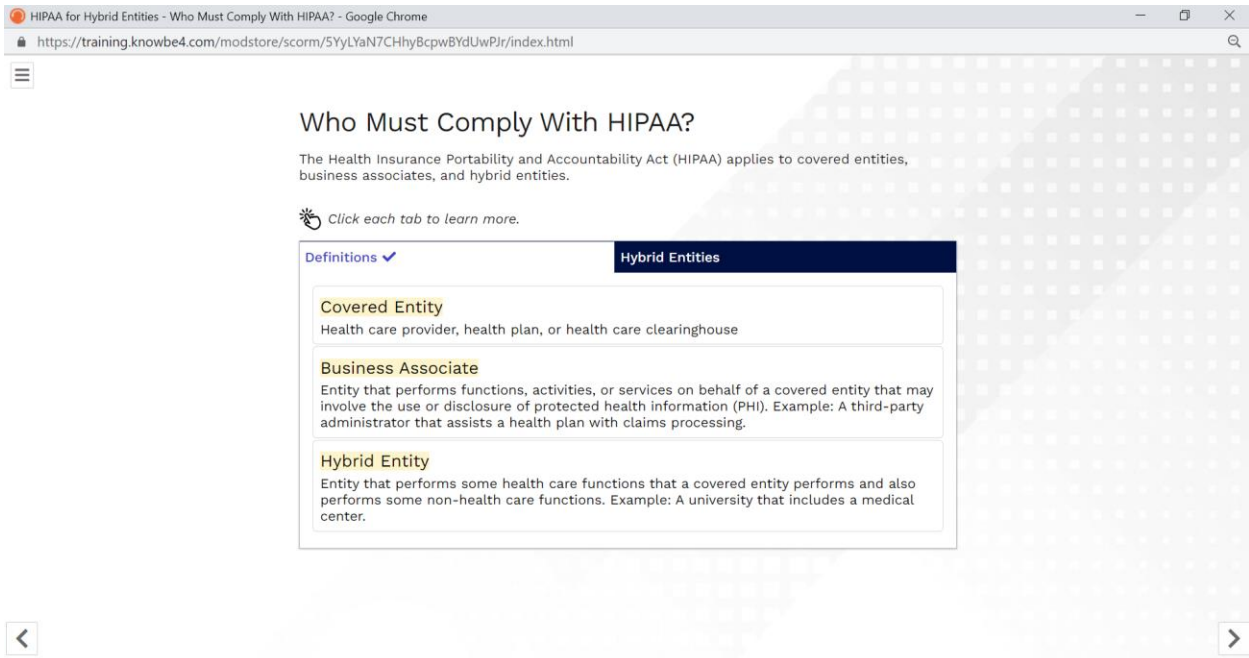 HIPAA for Hybrid Entities - Who Must Comply With HIPAA? - Google Chrome
https://training.knowbe4.com/modstore/scorm/5YyLYaN7CHhyBcpwBYdUwPJr/index.html
Who Must Comply With HIPAA?
The Health Insurance Portability and Accountability Act (HIPAA) applies to covered entities,
business associates, and hybrid entities.
Click each tab to learn more.
Definitions
Hybrid Entities
Covered Entity
Health care provider, health plan, or health care clearinghouse
Business Associate
Entity that performs functions, activities, or services on behalf of a covered entity that may
involve the use or disclosure of protected health information (PHI). Example: A third-party
administrator that assists a health plan with claims processing.
Hybrid Entity
Entity that performs some health care functions that a covered entity performs and also
performs some non-health care functions. Example: A university that includes a medical
center.